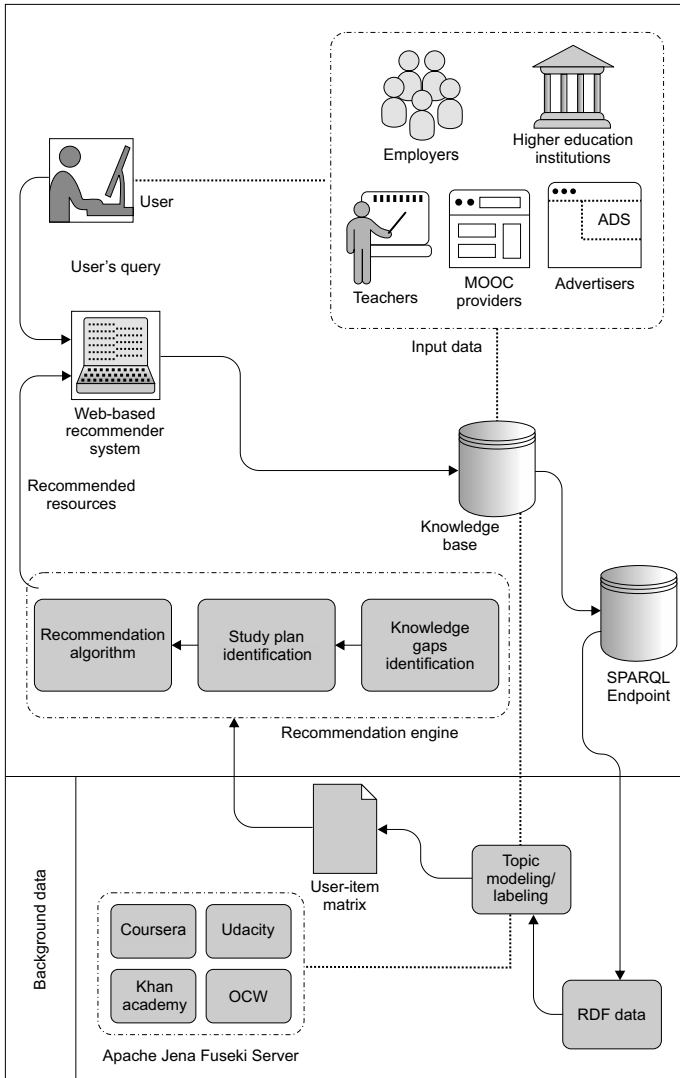 Employers
Higher education
institutions
User
ADS
Teachers
MOOC
providers
Advertisers
User's query
Input data
Web-based
recommender
system
Recommended
resources
Knowledge
base
SPARQL
Endpoint
Recommendation
algorithm
Study plan
identification
Knowledge
gaps
identification
Recommendation engine
Background data
User-item
matrix
Topic
modeling/
labeling
Coursera
Udacity
Khan
academy
OCW
RDF data
Apache Jena Fuseki Server